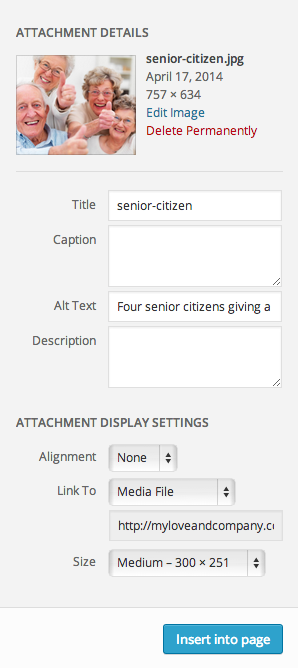 ATTACHMENT DETAILS
senior-citizen.jpg
April 17, 2014
757 × 634
Edit Image
Delete Permanently
Title senior-citizen
Caption
Alt Text Four senior citizens giving a
Description
ATTACHMENT DISPLAY SETTINGS
Alignment None
Link To Media File
http://myloveandcompany.c
Size Medium – 300 × 251
Insert into page